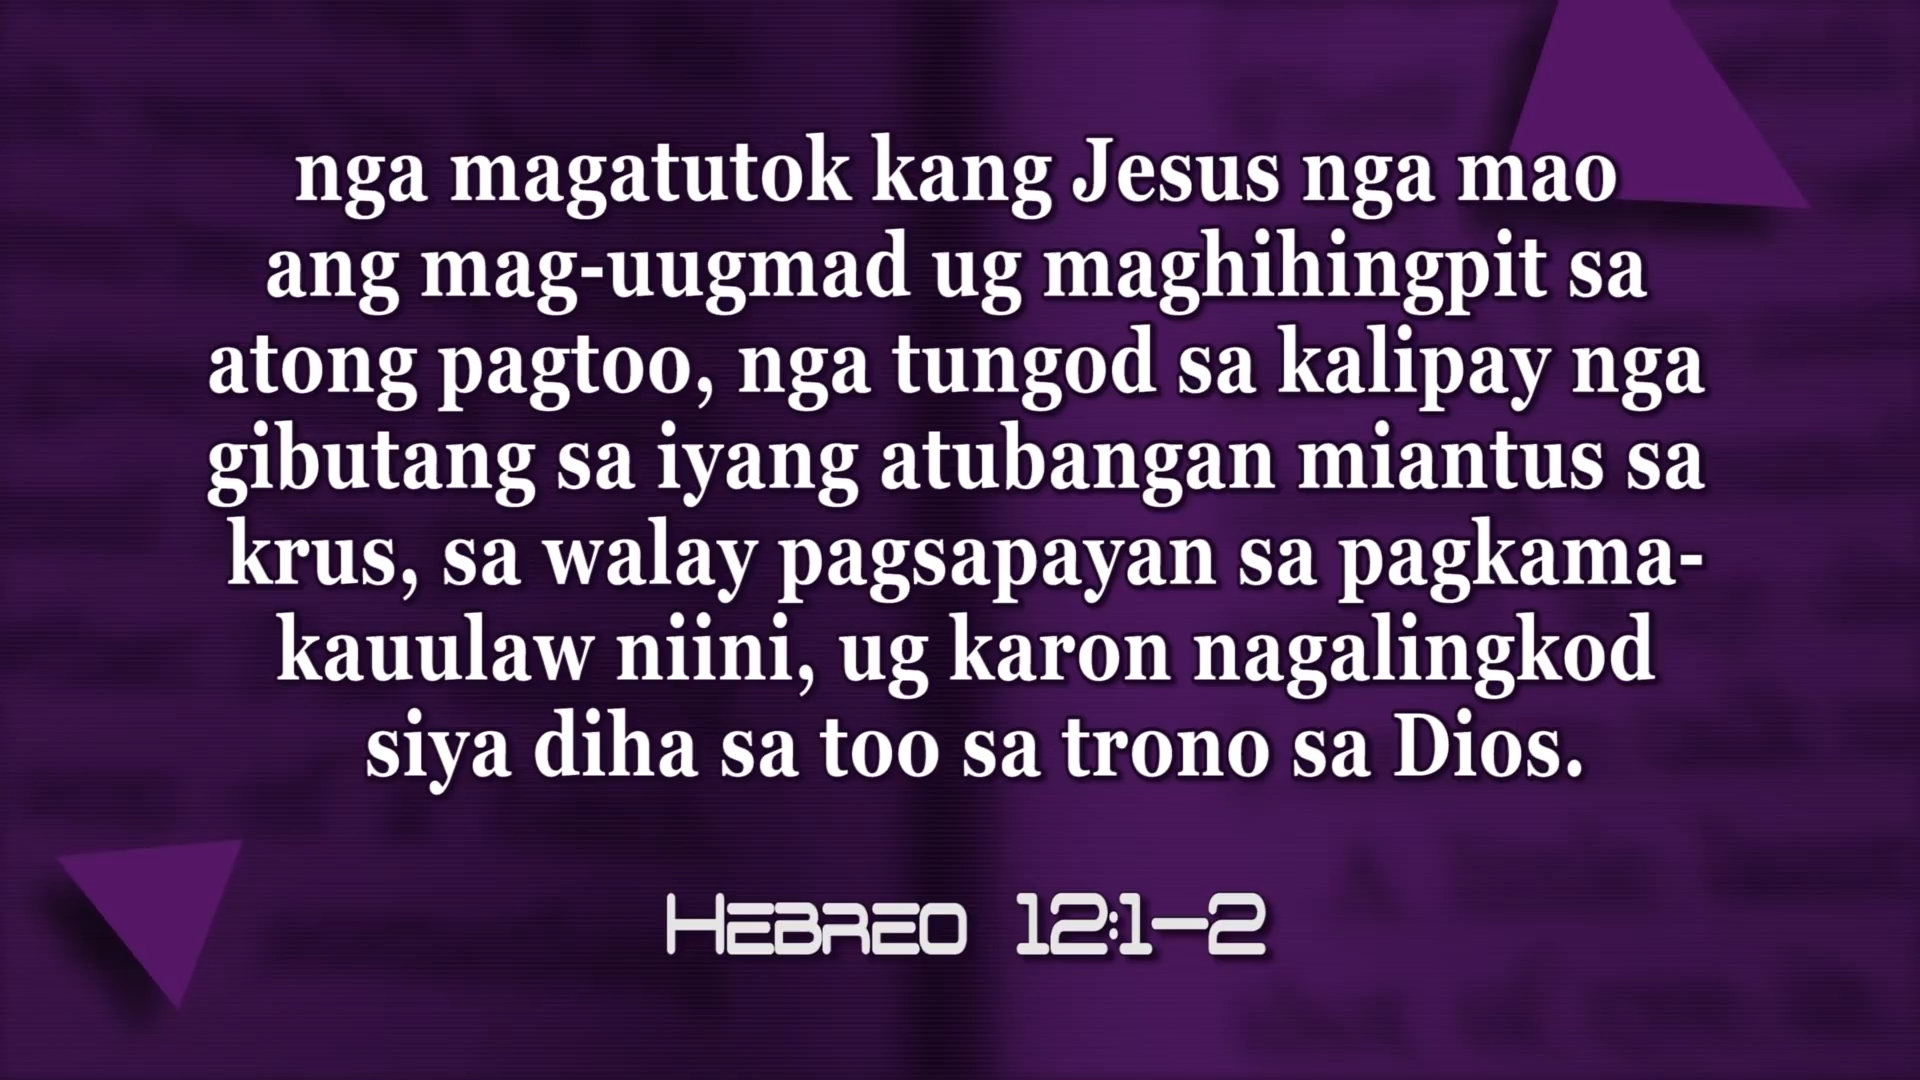 nga magatutok kang Jesus nga mao
ang mag-uugmad ug maghihingpit sa
atong pagtoo, nga tungod sa kalipay nga
gibutang sa iyang atubangan miantus sa
krus, sa walay pagsapayan sa pagkama-
kauulaw niini, ug karon nagalingkod
siya diha sa too sa trono sa Dios.
Hebreo 12:1-2